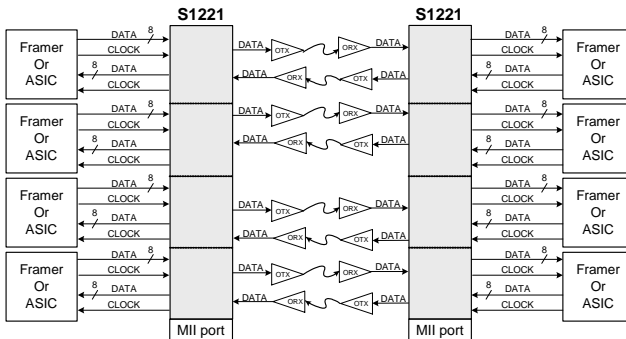 S1221 S1221
Framer Or ASIC DATA 8 CLOCK 8 DATA CLOCK DATA OTX ORX DATA DATA ORX OTX DATA DATA 8 CLOCK 8 DATA CLOCK Framer Or ASIC
Framer Or ASIC DATA 8 CLOCK 8 DATA CLOCK DATA OTX ORX DATA DATA ORX OTX DATA DATA 8 CLOCK 8 DATA CLOCK Framer Or ASIC
Framer Or ASIC DATA 8 CLOCK 8 DATA CLOCK DATA OTX ORX DATA DATA ORX OTX DATA DATA 8 CLOCK 8 DATA CLOCK Framer Or ASIC
Framer Or ASIC DATA 8 CLOCK 8 DATA CLOCK DATA OTX ORX DATA DATA ORX OTX DATA DATA 8 CLOCK 8 DATA CLOCK Framer Or ASIC
MII port MII port